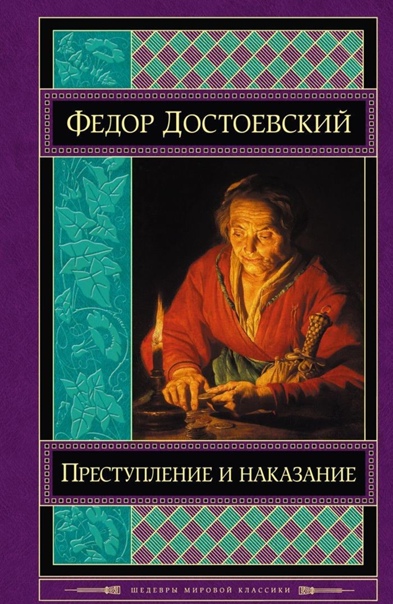 Федор Достоевский
Преступление и наказание
Шедевры мировой классики